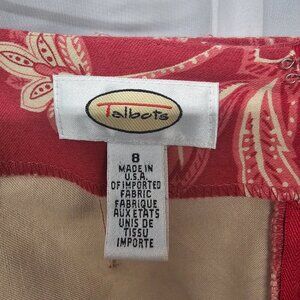 Talbots
8
MADE IN
U.S.A.
OF IMPORTED
FABRIC
FABRIQUE
AUX ETATS
UNIS DE
TISSU
IMPORTE